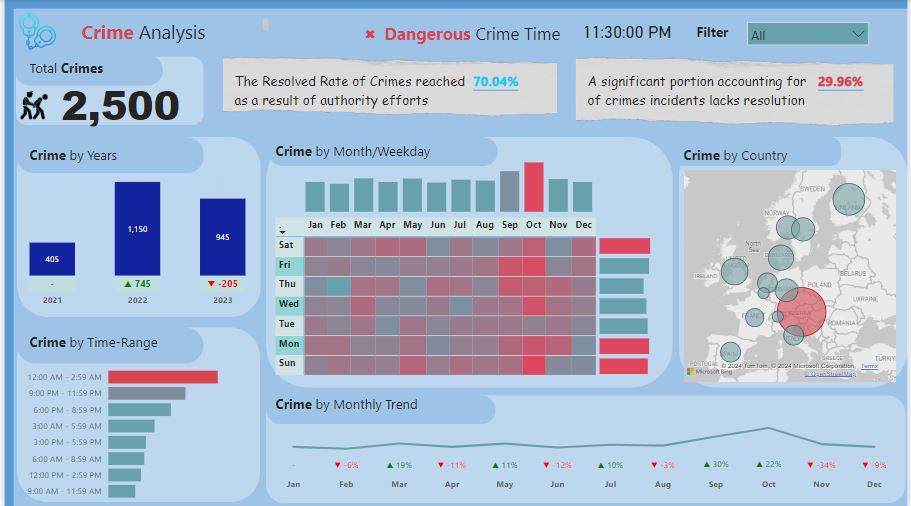 Crime Analysis
Dangerous Crime Time
11:30:00 PM
Filter
All
Total Crimes
2,500
The Resolved Rate of Crimes reached 70.04%
as a result of authority efforts
A significant portion accounting for 29.96%
of crimes incidents lacks resolution
Crime by Years
405
1,150
945
-
▲ 745
▼ -205
2021
2022
2023
Crime by Month/Weekday
Jan Feb Mar Apr May Jun Jul Aug Sep Oct Nov Dec
Sat
Fri
Thu
Wed
Tue
Mon
Sun
Crime by Country
SWEDEN
FINLAND
NORWAY
North
Sea
DENMARK
UNITED
IRELAND
BELARUS
POLAND
UKRAINE
FRANCE
ROMANIA
ITALY
SPAIN
PORTUGAL
GREECE
Microsoft Bing
© 2024 TomTom, © 2024 Microsoft Corporation, Terms
© OpenStreetMap
Crime by Time-Range
12:00 AM - 2:59 AM
9:00 PM - 11:59 PM
6:00 PM - 8:59 PM
3:00 AM - 5:59 AM
3:00 PM - 5:59 PM
6:00 AM - 8:59 AM
12:00 PM - 2:59 PM
9:00 AM - 11:59 AM
Crime by Monthly Trend
- ▼ -6% ▲ 19% ▼ -11% ▲ 11% ▼ -12% ▲ 10% ▼ -3% ▲ 30% ▲ 22% ▼ -34% ▼ -9%
Jan Feb Mar Apr May Jun Jul Aug Sep Oct Nov Dec